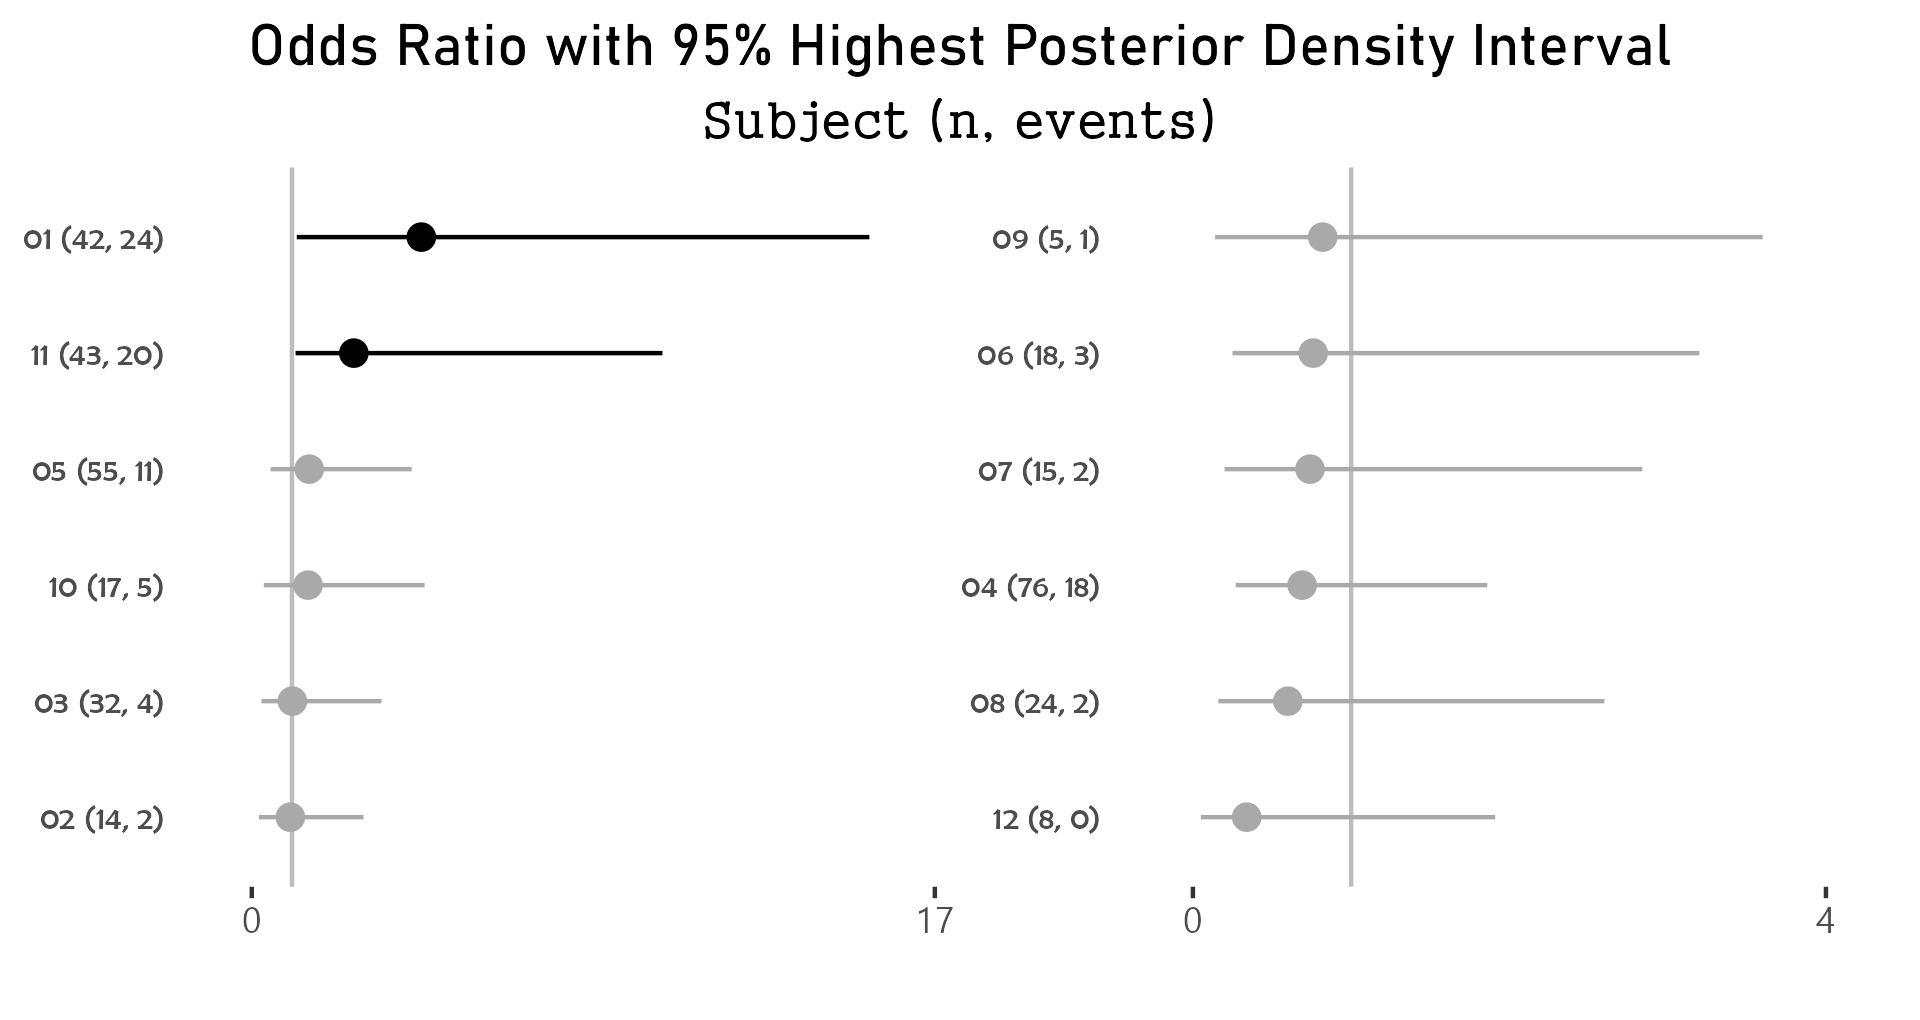 Odds Ratio with 95% Highest Posterior Density Interval
Subject (n, events)
01 (42, 24)
11 (43, 20)
05 (55, 11)
10 (17, 5)
03 (32, 4)
02 (14, 2)
0
17
09 (5, 1)
06 (18, 3)
07 (15, 2)
04 (76, 18)
08 (24, 2)
12 (8, 0)
0
4